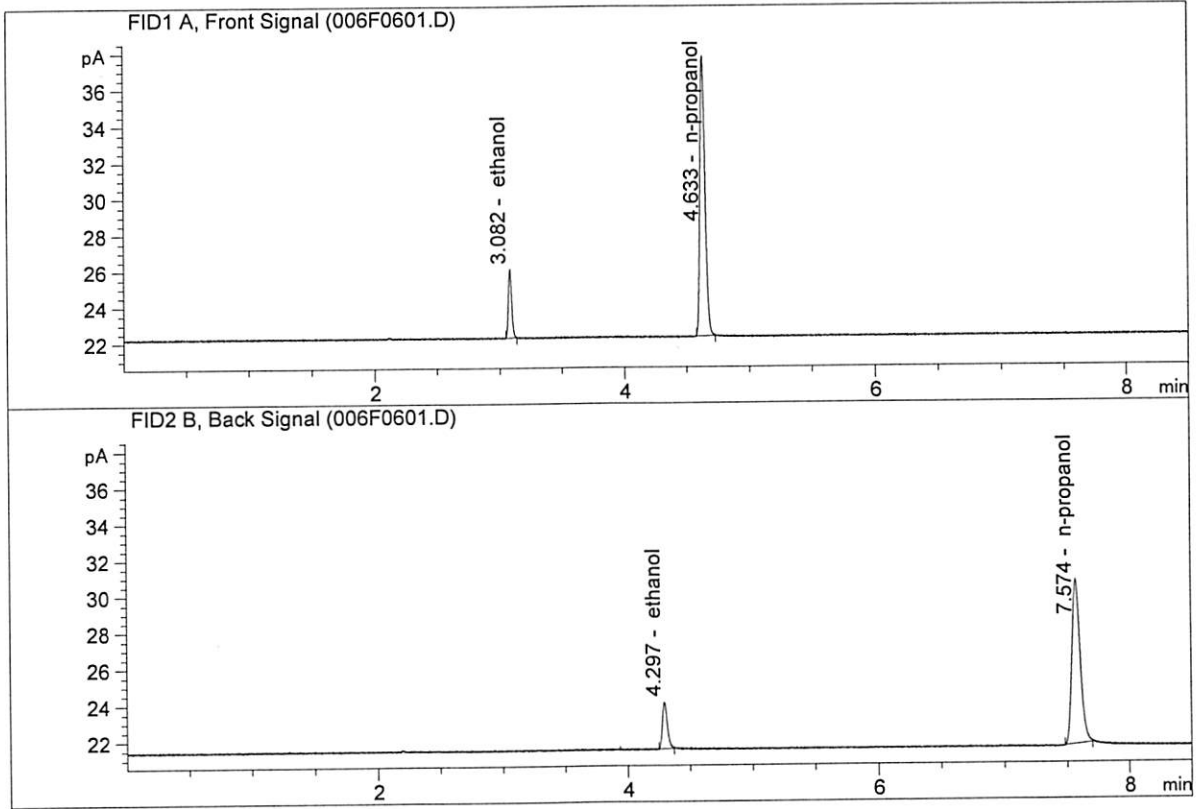 FID1 A, Front Signal (006F0601.D)
pA
36
34
32
30
28
26
24
22
3.082 - ethanol
4.633 - n-propanol
2
4
6
8
min
FID2 B, Back Signal (006F0601.D)
pA
36
34
32
30
28
26
24
22
4.297 - ethanol
7.574 - n-propanol
2
4
6
8
min